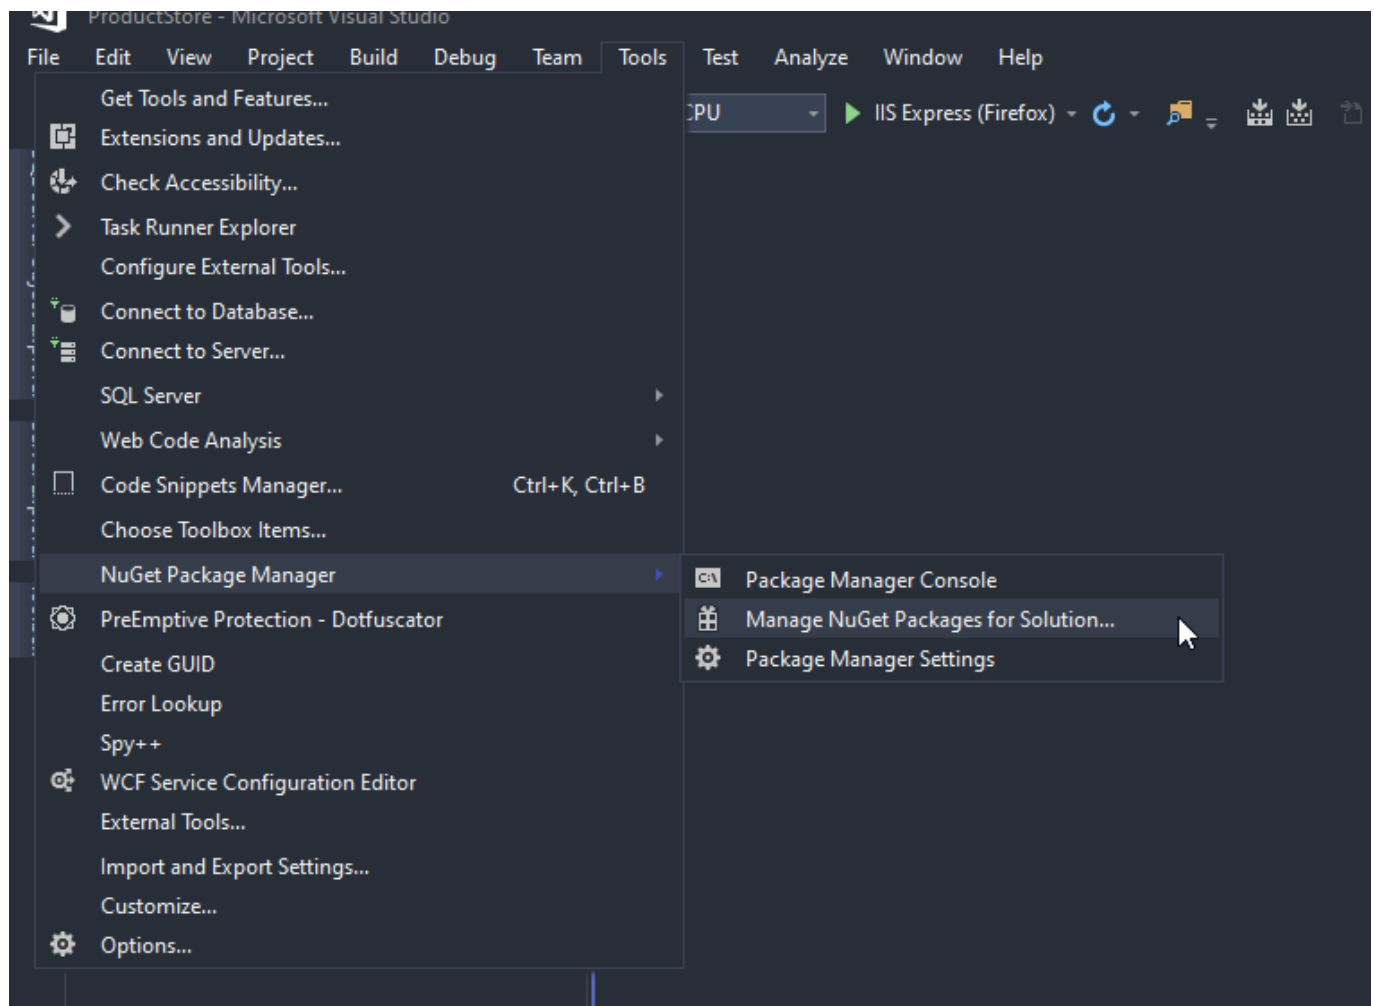 ProductStore - Microsoft Visual Studio
File Edit View Project Build Debug Team Tools Test Analyze Window Help
CPU IIS Express (Firefox)
Get Tools and Features...
Extensions and Updates...
Check Accessibility...
Task Runner Explorer
Configure External Tools...
Connect to Database...
Connect to Server...
SQL Server
Web Code Analysis
Code Snippets Manager... Ctrl+K, Ctrl+B
Choose Toolbox Items...
NuGet Package Manager
C:\ Package Manager Console
Manage NuGet Packages for Solution...
Package Manager Settings
PreEmptive Protection - Dotfuscator
Create GUID
Error Lookup
Spy++
WCF Service Configuration Editor
External Tools...
Import and Export Settings...
Customize...
Options...